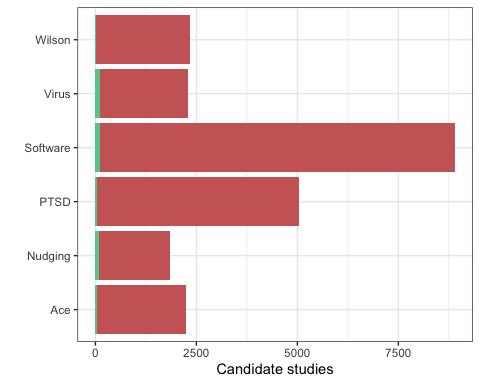 Wilson
Virus
Software
PTSD
Nudging
Ace
0 2500 5000 7500
Candidate studies